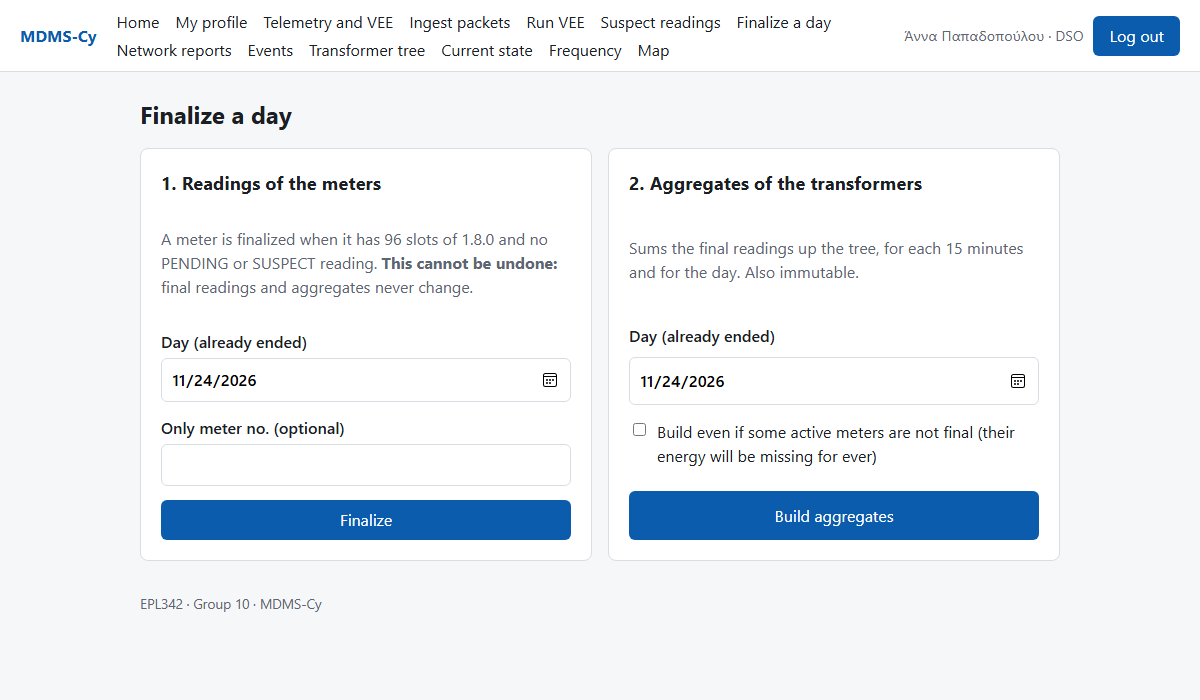 MDMS-Cy
Home My profile Telemetry and VEE Ingest packets Run VEE Suspect readings Finalize a day
Network reports Events Transformer tree Current state Frequency Map
Άννα Παπαδοπούλου · DSO
Log out
Finalize a day
1. Readings of the meters
A meter is finalized when it has 96 slots of 1.8.0 and no
PENDING or SUSPECT reading. This cannot be undone:
final readings and aggregates never change.
Day (already ended)
11/24/2026
Only meter no. (optional)
Finalize
2. Aggregates of the transformers
Sums the final readings up the tree, for each 15 minutes
and for the day. Also immutable.
Day (already ended)
11/24/2026
Build even if some active meters are not final (their
energy will be missing for ever)
Build aggregates
EPL342 · Group 10 · MDMS-Cy